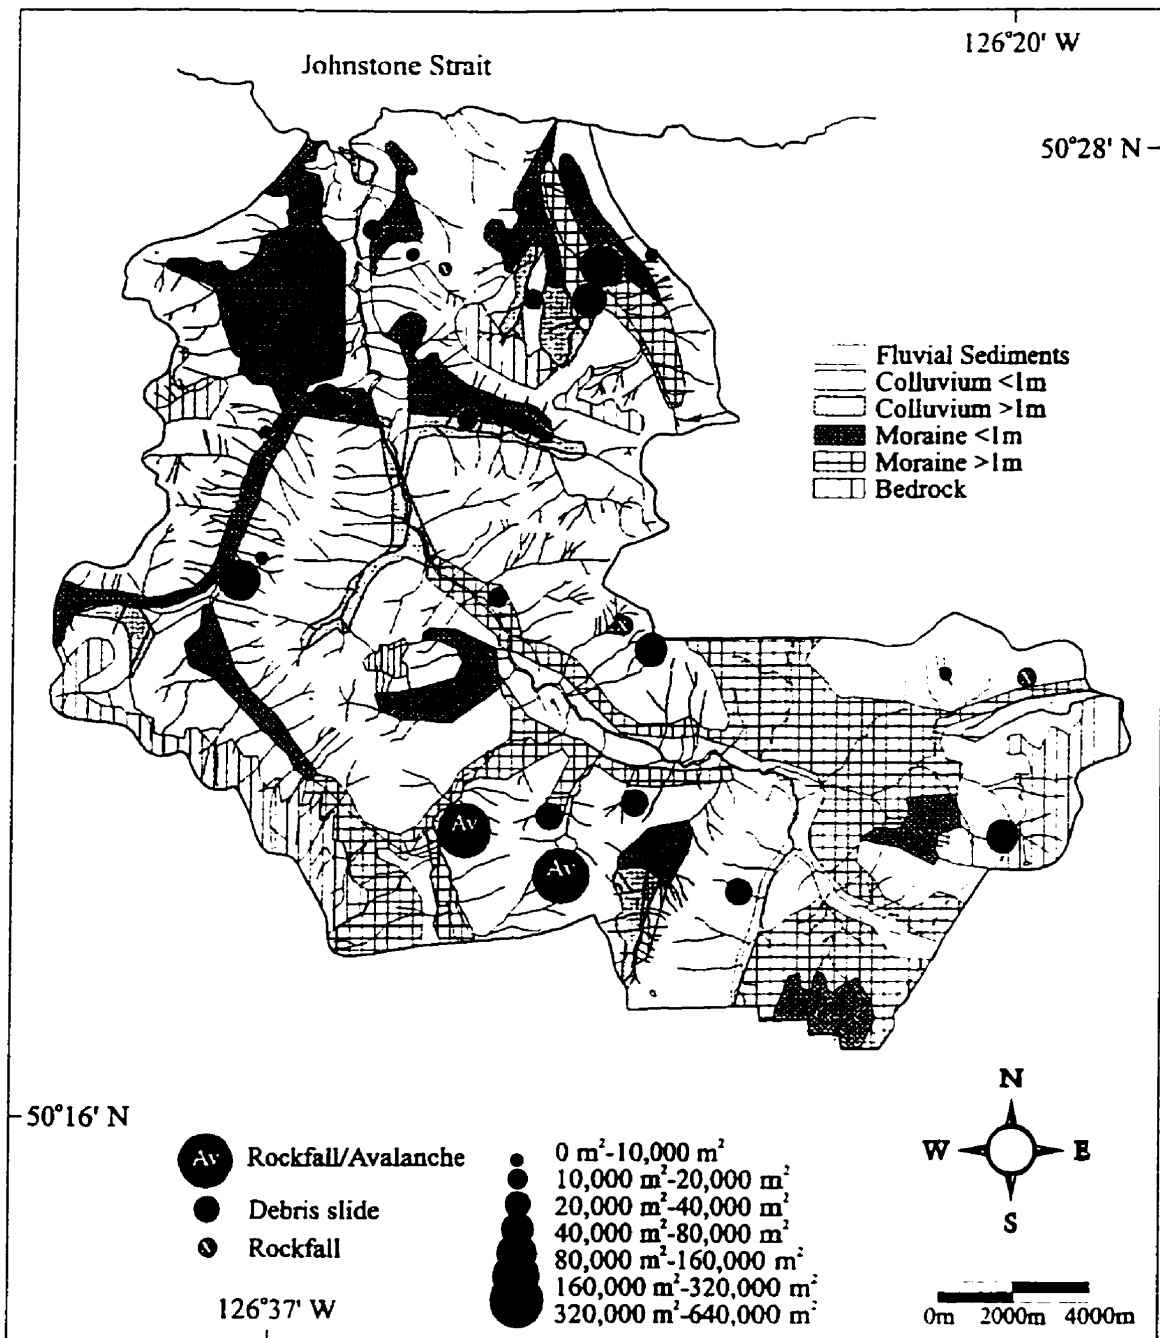 126°20' W
Johnstone Strait
50°28' N
Fluvial Sediments
Colluvium <1m
Colluvium >1m
Moraine <1m
Moraine >1m
Bedrock
Av
Av
50°16' N
N
W E
S
Av Rockfall/Avalanche
Debris slide
Rockfall
0 m²-10,000 m²
10,000 m²-20,000 m²
20,000 m²-40,000 m²
40,000 m²-80,000 m²
80,000 m²-160,000 m²
160,000 m²-320,000 m²
320,000 m²-640,000 m²
126°37' W
0m 2000m 4000m